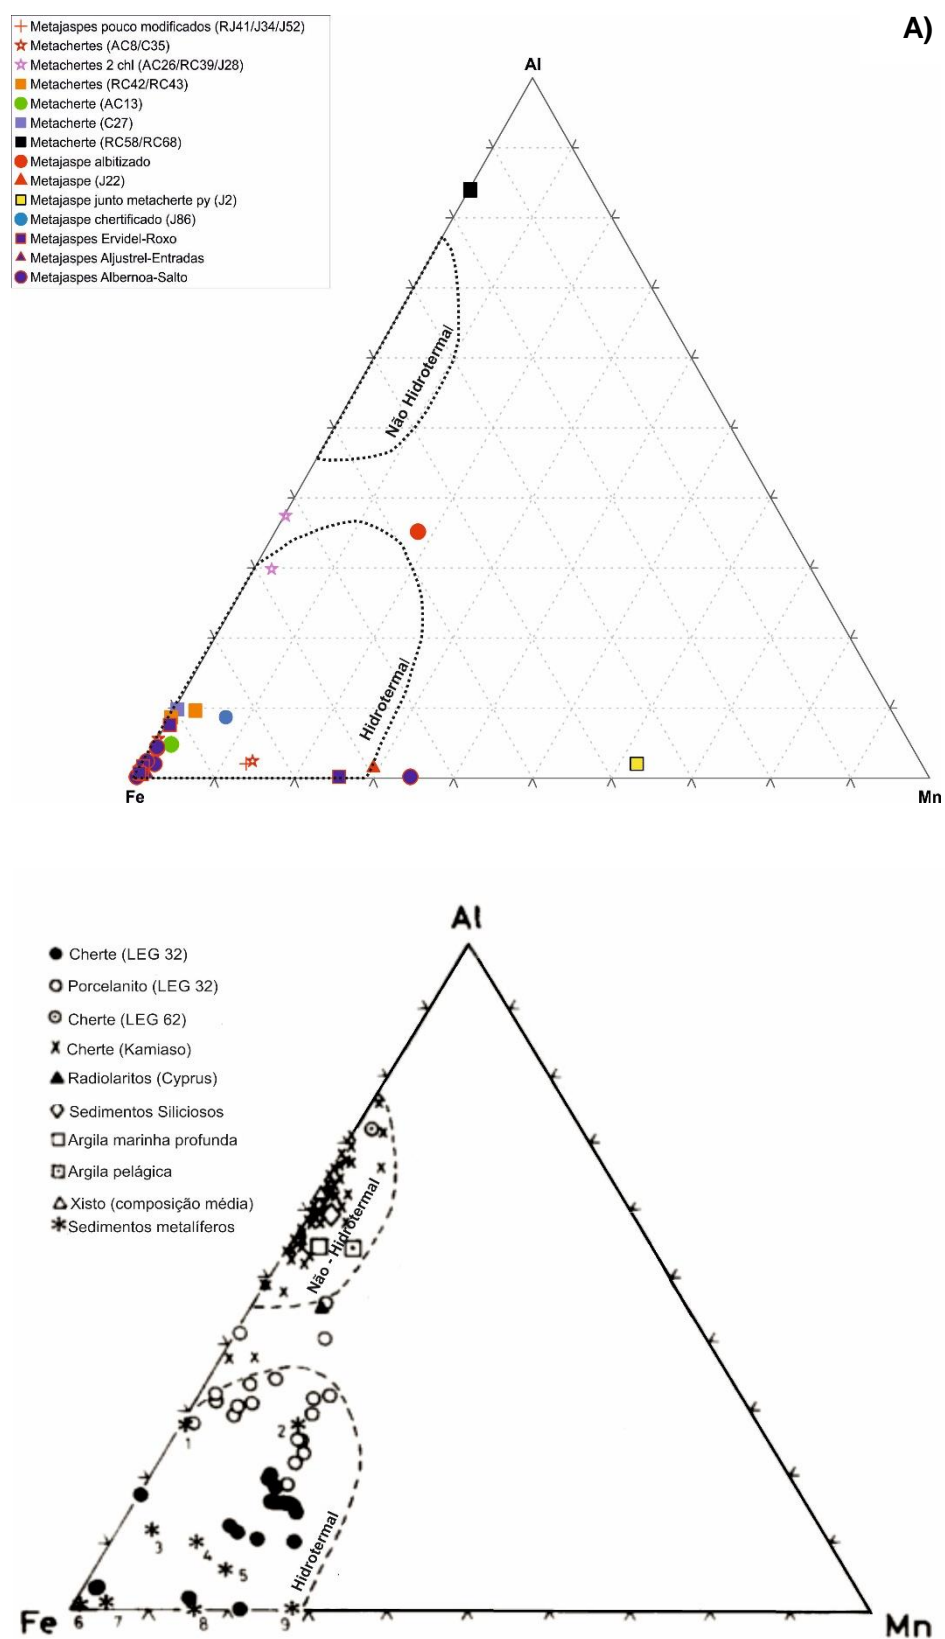 A)
Metajaspes pouco modificados (RJ41/J34/J52)
Metachertes (AC8/C35)
Metachertes 2 chl (AC26/RC39/J28)
Metachertes (RC42/RC43)
Metacherte (AC13)
Metacherte (C27)
Metacherte (RC58/RC68)
Metajaspe albitizado
Metajaspe (J22)
Metajaspe junto metacherte py (J2)
Metajaspe chertificado (J86)
Metajaspes Ervidel-Roxo
Metajaspes Aljustrel-Entradas
Metajaspes Albernoa-Salto
Al
Não Hidrotermal
Hidrotermal
Fe
Mn
Al
Cherte (LEG 32)
Porcelanito (LEG 32)
Cherte (LEG 62)
Cherte (Kamiaso)
Radiolaritos (Cyprus)
Sedimentos Siliciosos
Argila marinha profunda
Argila pelágica
Xisto (composição média)
Sedimentos metalíferos
Não - Hidrotermal
1
2
3
4
5
Hidrotermal
Fe
6
7
8
9
Mn